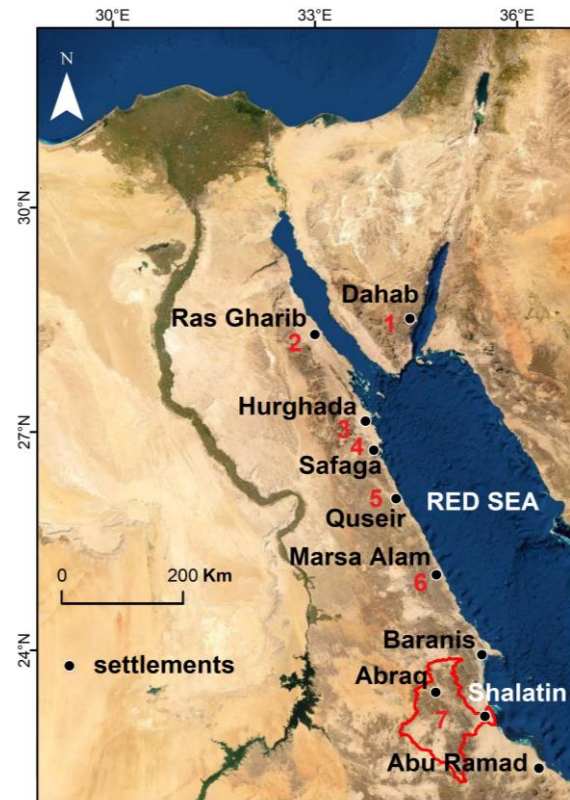 30°E 33°E 36°E
N
30°N
Dahab
1
Ras Gharib
2
Hurghada
3
27°N
4
Safaga
5
Quseir
RED SEA
Marsa Alam
6
0 200 Km
24°N
Baranis
settlements
Abraq
Shalatin
7
Abu Ramad